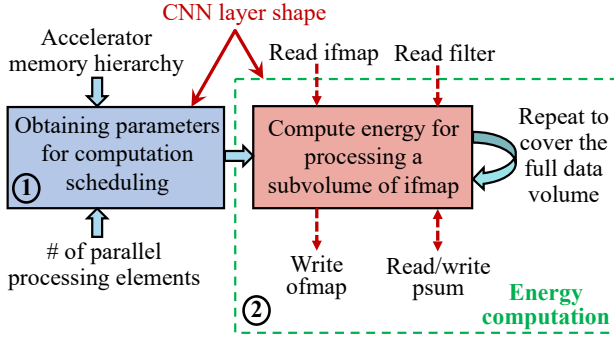 CNN layer shape
Accelerator
memory hierarchy
Read ifmap
Read filter
Obtaining parameters
for computation
scheduling
1
Compute energy for
processing a
subvolume of ifmap
Repeat to
cover the
full data
volume
# of parallel
processing elements
Write
ofmap
Read/write
psum
2
Energy
computation